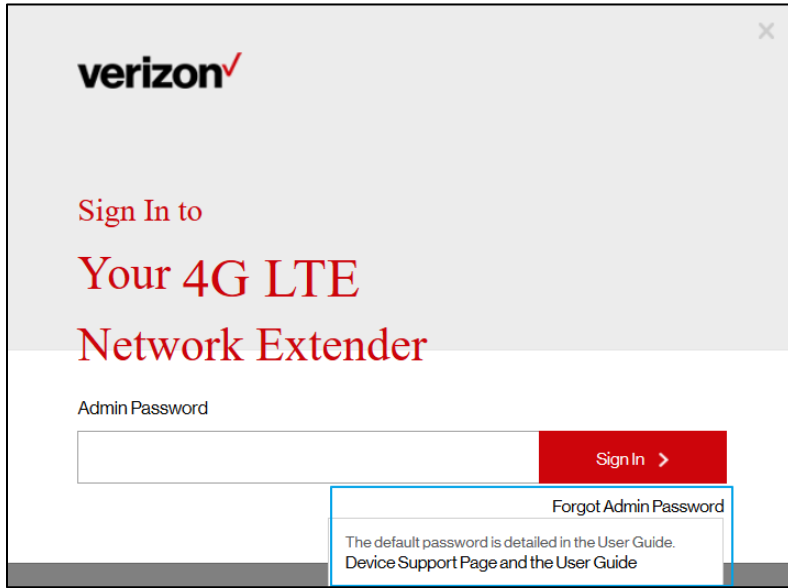 verizon
Sign In to
Your 4G LTE
Network Extender
Admin Password
Sign In
Forgot Admin Password
The default password is detailed in the User Guide.
Device Support Page and the User Guide